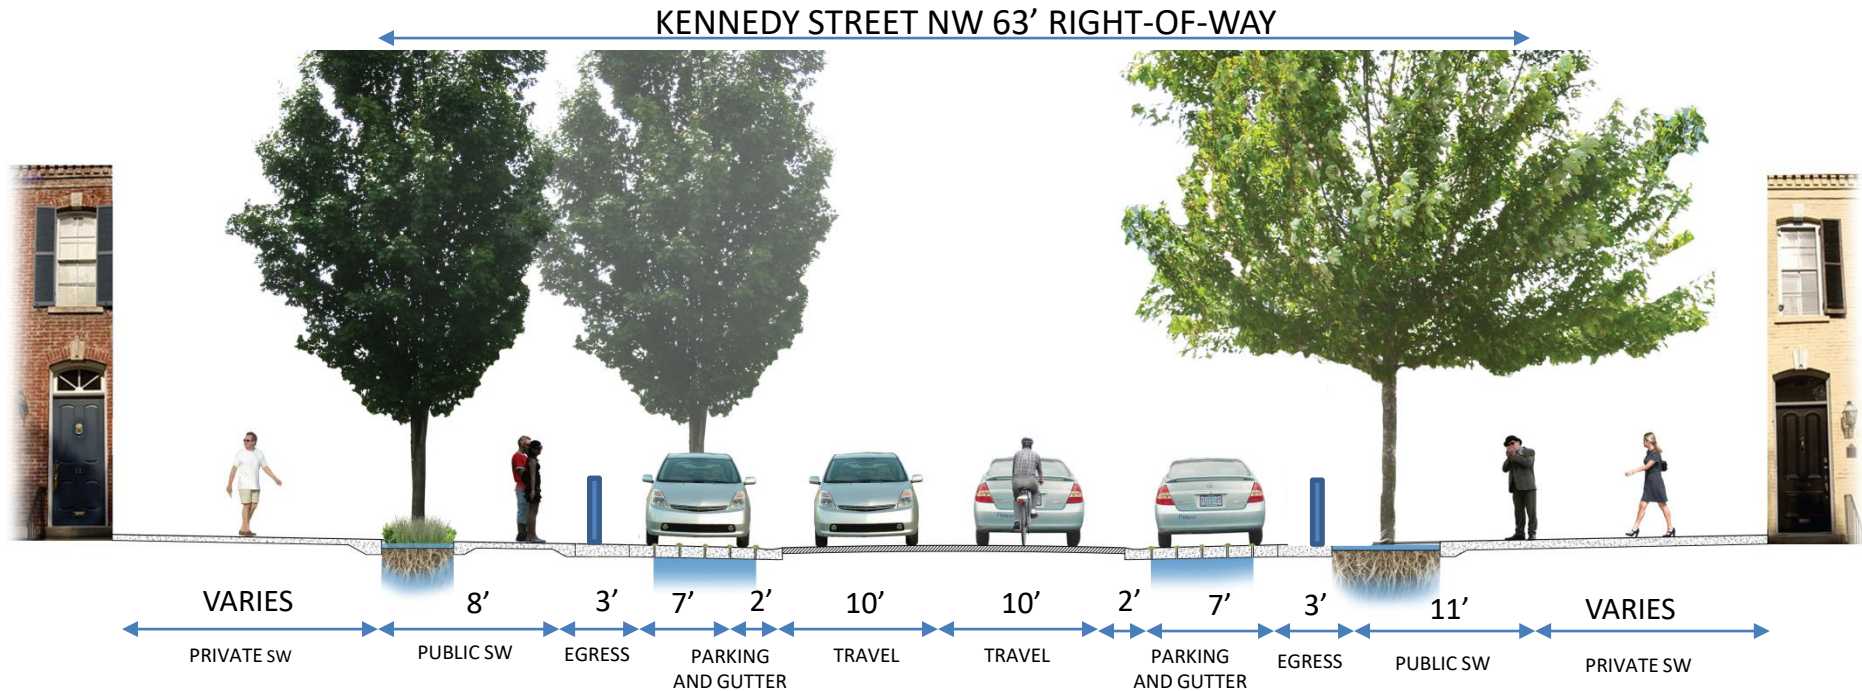 KENNEDY STREET NW 63’ RIGHT-OF-WAY
VARIES 8’ 3’ 7’ 2’ 10’ 10’ 2’ 7’ 3’ 11’ VARIES
PRIVATE SW PUBLIC SW EGRESS PARKING TRAVEL TRAVEL PARKING EGRESS PUBLIC SW PRIVATE SW
AND GUTTER AND GUTTER